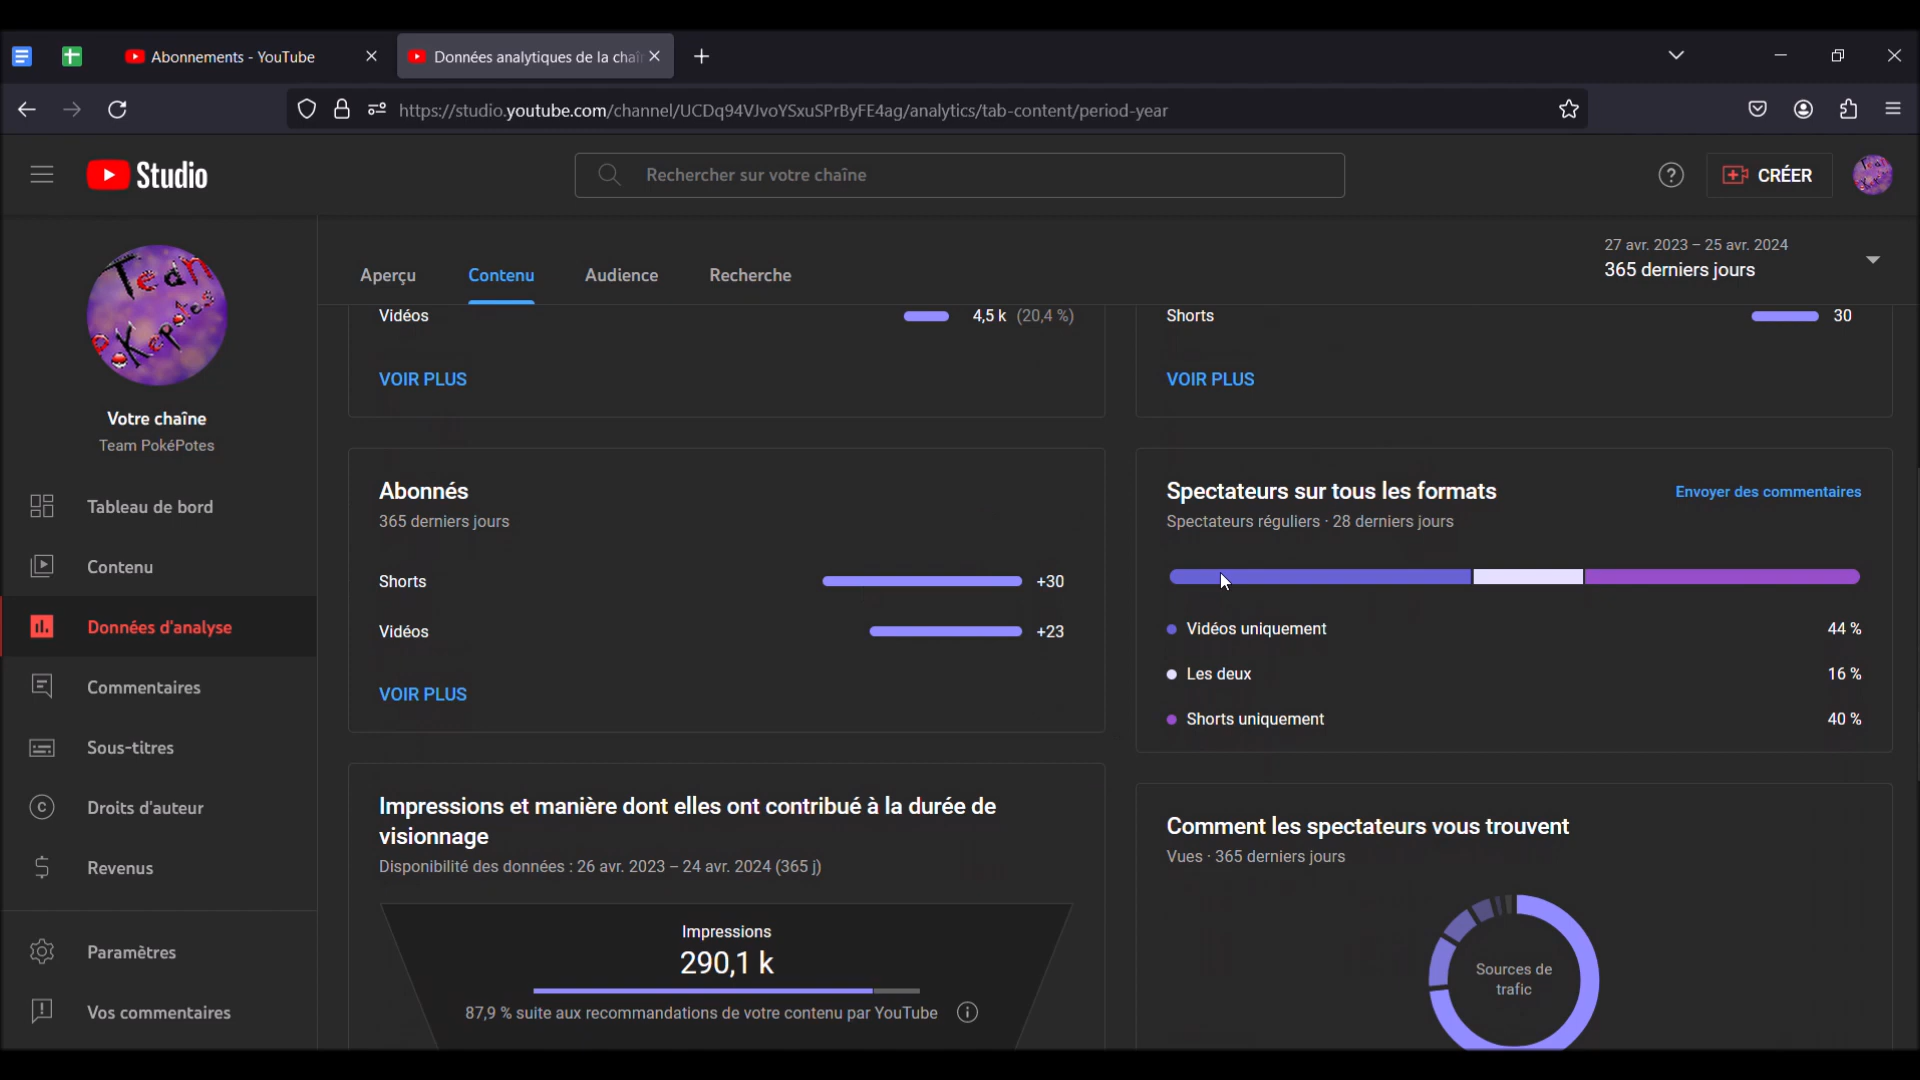 Abonnements - YouTube
Données analytiques de la chaî
https://studio.youtube.com/channel/UCDq94VJvoYSxuSPrByFE4ag/analytics/tab-content/period-year
Studio
Rechercher sur votre chaîne
CRÉER
Team PoKepotes
Votre chaîne
Team PokéPotes
Tableau de bord
Contenu
Données d'analyse
Commentaires
Sous-titres
Droits d'auteur
Revenus
Paramètres
Vos commentaires
Aperçu
Contenu
Audience
Recherche
27 avr. 2023 – 25 avr. 2024
365 derniers jours
Vidéos 4,5 k (20,4 %)
VOIR PLUS
Shorts 30
VOIR PLUS
Abonnés
365 derniers jours
Shorts +30
Vidéos +23
VOIR PLUS
Spectateurs sur tous les formats
Envoyer des commentaires
Spectateurs réguliers · 28 derniers jours
Vidéos uniquement 44 %
Les deux 16 %
Shorts uniquement 40 %
Impressions et manière dont elles ont contribué à la durée de
visionnage
Disponibilité des données : 26 avr. 2023 – 24 avr. 2024 (365 j)
Impressions
290,1 k
87,9 % suite aux recommandations de votre contenu par YouTube
Comment les spectateurs vous trouvent
Vues · 365 derniers jours
Sources de
trafic